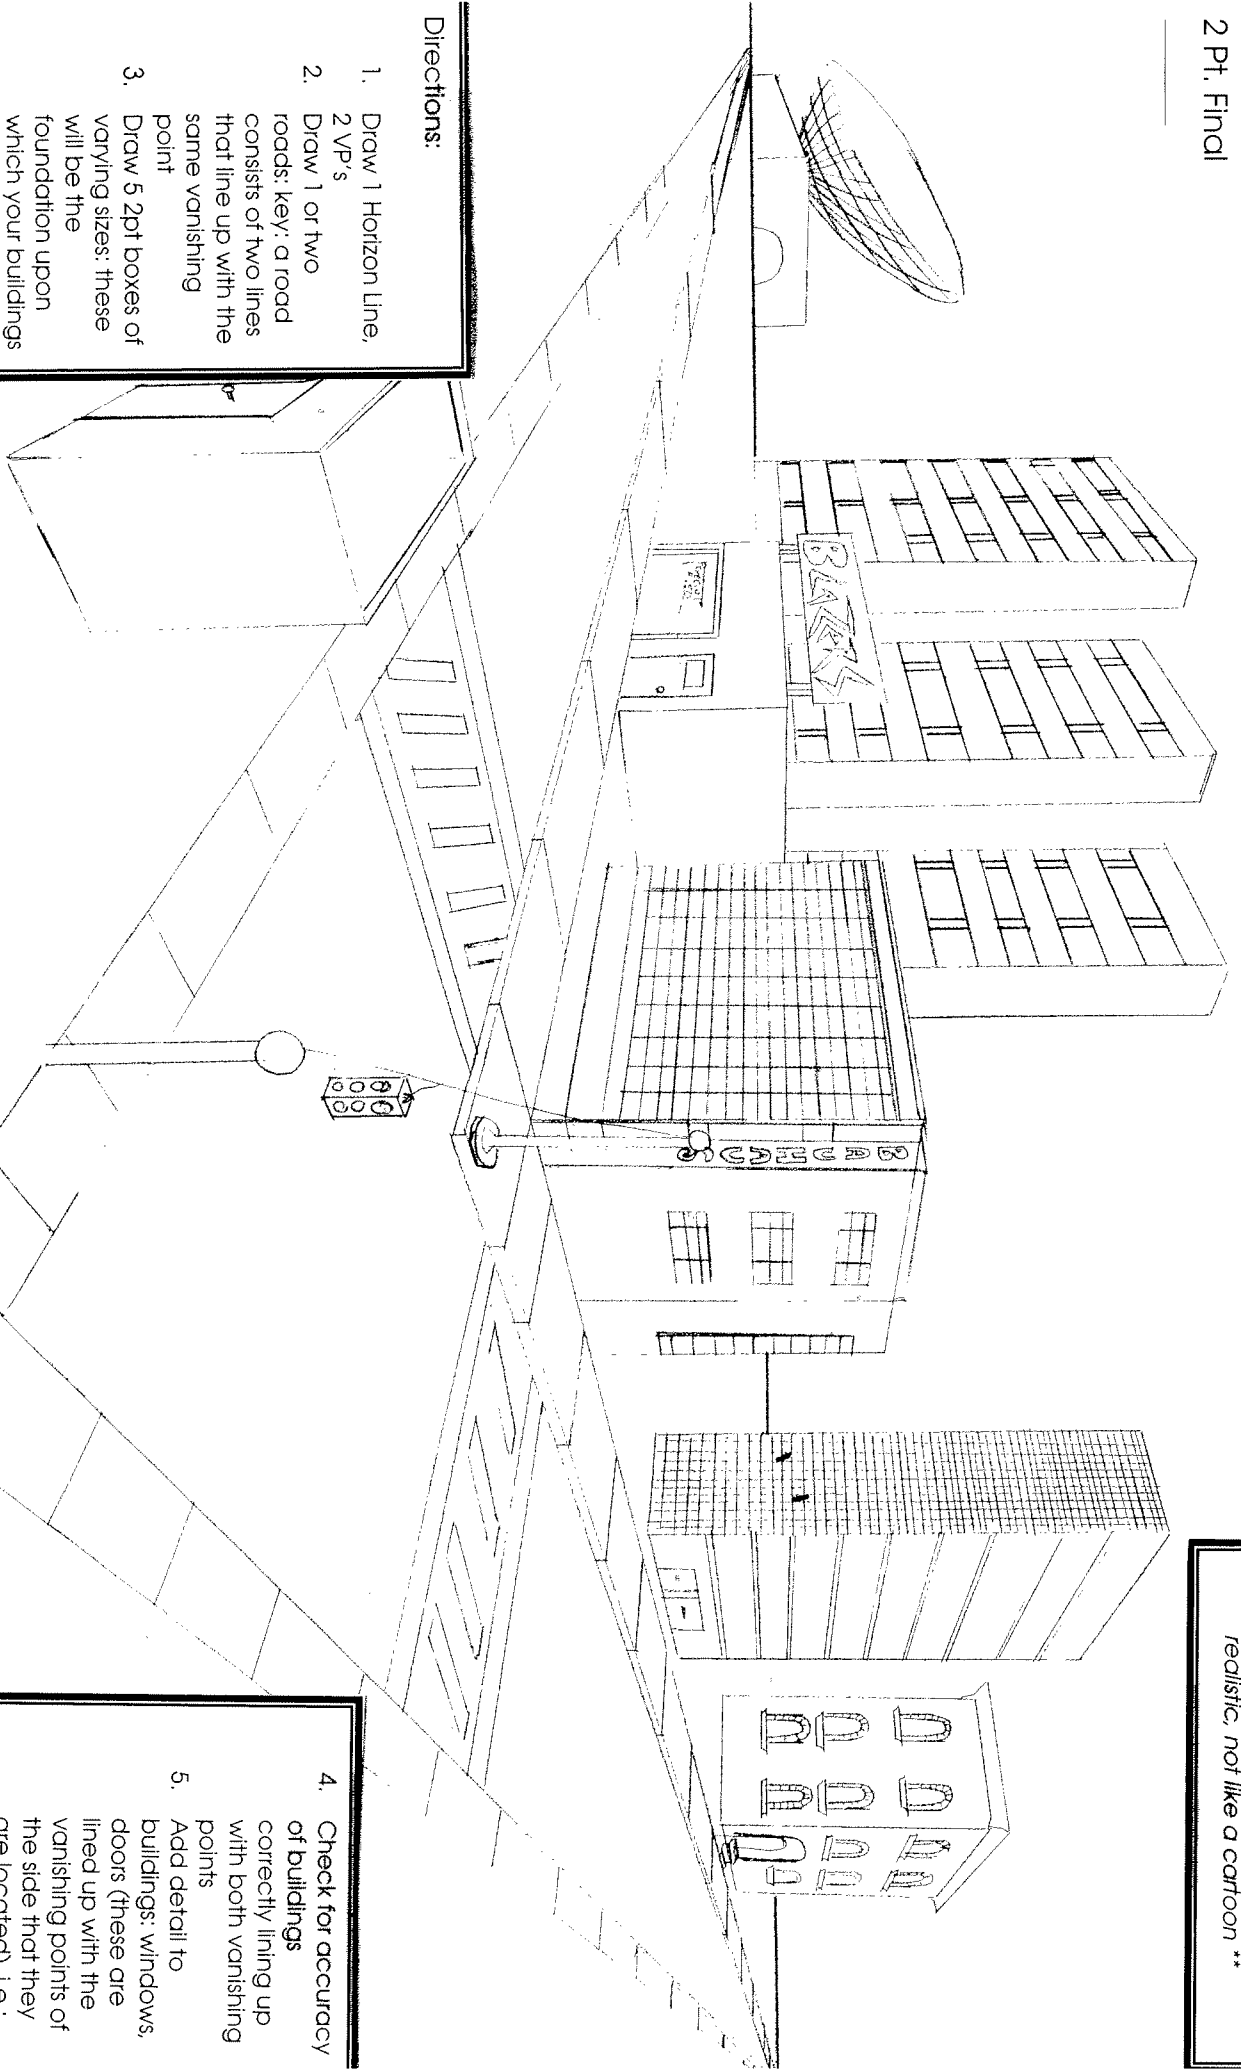 2 Pt. Final
realistic, not like a cartoon **
BAUHAUS
Directions:
1. Draw 1 Horizon Line,
2 VP's
2. Draw 1 or two
roads: key: a road
consists of two lines
that line up with the
same vanishing
point
3. Draw 5 2pt boxes of
varying sizes: these
will be the
foundation upon
which your buildings
4. Check for accuracy
of buildings
correctly lining up
with both vanishing
points
5. Add detail to
buildings: windows,
doors (these are
lined up with the
vanishing points of
the side that they
are located) i.e.: